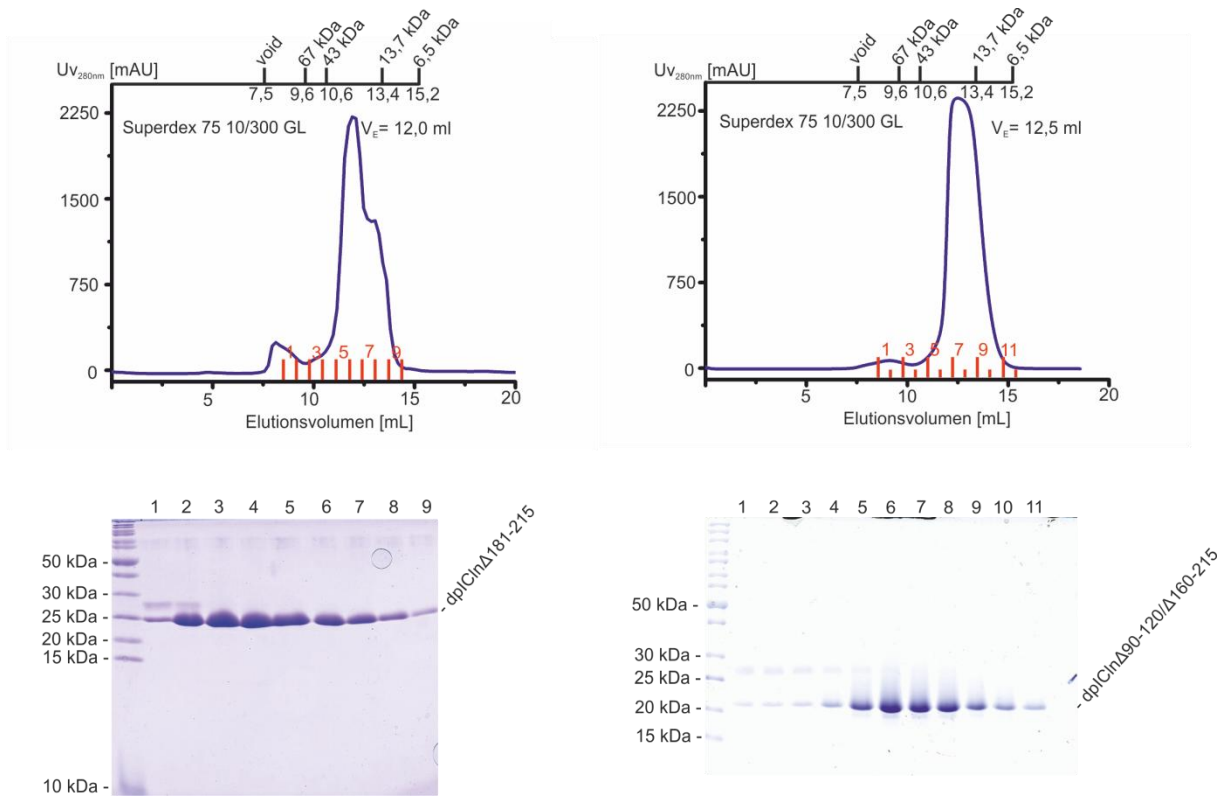 void
67 kDa
43 kDa
13,7 kDa
6,5 kDa
Uv280nm [mAU]
7,5 9,6 10,6 13,4 15,2
2250
Superdex 75 10/300 GL
VE= 12,0 ml
1500
750
0
1 3 5 7 9
5 10 15 20
Elutionsvolumen [mL]
void
67 kDa
43 kDa
13,7 kDa
6,5 kDa
Uv280nm [mAU]
7,5 9,6 10,6 13,4 15,2
2250
Superdex 75 10/300 GL
VE= 12,5 ml
1500
750
0
1 3 5 7 9 11
5 10 15 20
Elutionsvolumen [mL]
1 2 3 4 5 6 7 8 9
50 kDa -
30 kDa -
25 kDa -
20 kDa -
15 kDa -
10 kDa -
- dpIClnΔ181-215
1 2 3 4 5 6 7 8 9 10 11
50 kDa -
30 kDa -
25 kDa -
20 kDa -
15 kDa -
- dpIClnΔ90-120/Δ160-215